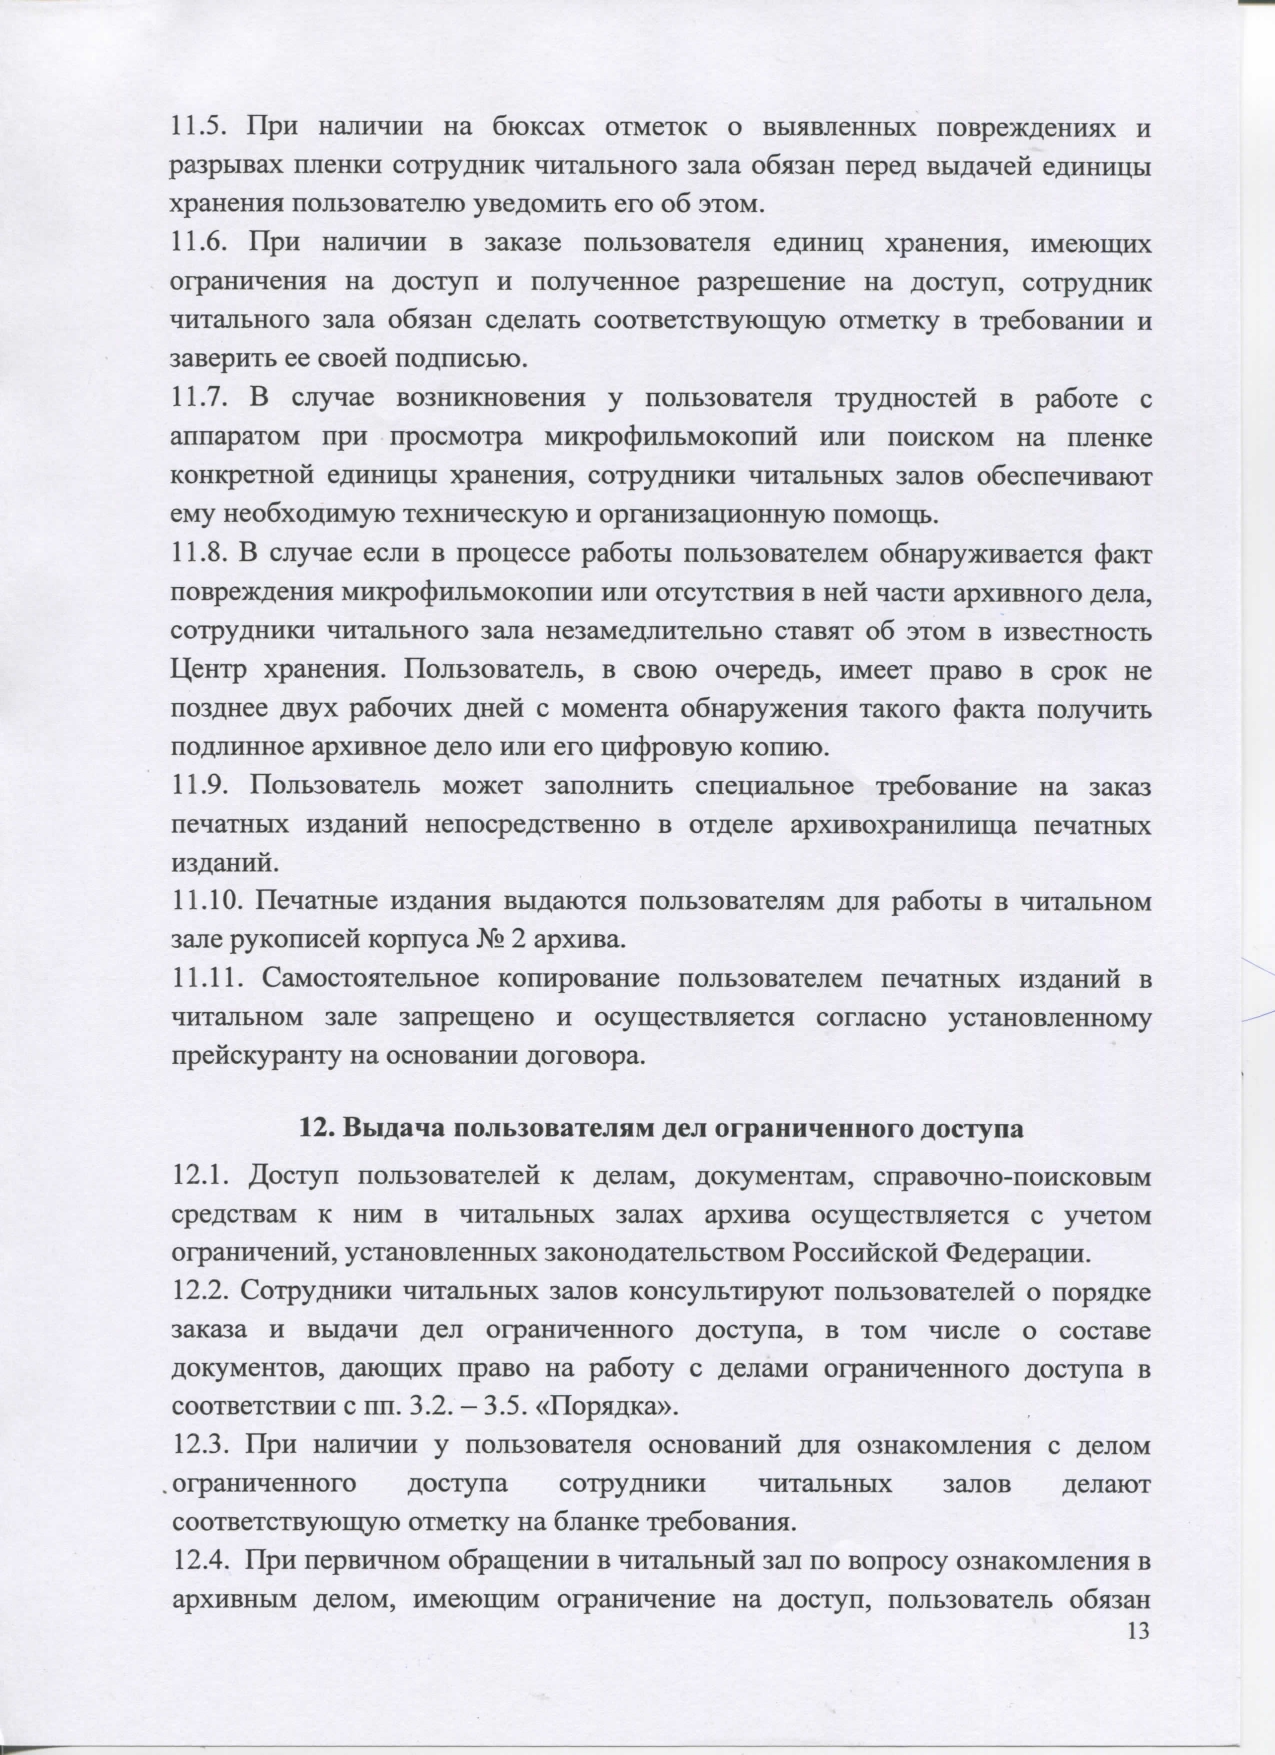 11.5. При наличии на бюксах отметок о выявленных повреждениях и
разрывах пленки сотрудник читального зала обязан перед выдачей единицы
хранения пользователю уведомить его об этом.
11.6. При наличии в заказе пользователя единиц хранения, имеющих
ограничения на доступ и полученное разрешение на доступ, сотрудник
читального зала обязан сделать соответствующую отметку в требовании и
заверить ее своей подписью.
11.7. В случае возникновения у пользователя трудностей в работе с
аппаратом при просмотра микрофильмокопий или поиском на пленке
конкретной единицы хранения, сотрудники читальных залов обеспечивают
ему необходимую техническую и организационную помощь.
11.8. В случае если в процессе работы пользователем обнаруживается факт
повреждения микрофильмокопии или отсутствия в ней части архивного дела,
сотрудники читального зала незамедлительно ставят об этом в известность
Центр хранения. Пользователь, в свою очередь, имеет право в срок не
позднее двух рабочих дней с момента обнаружения такого факта получить
подлинное архивное дело или его цифровую копию.
11.9. Пользователь может заполнить специальное требование на заказ
печатных изданий непосредственно в отделе архивохранилища печатных
изданий.
11.10. Печатные издания выдаются пользователям для работы в читальном
зале рукописей корпуса № 2 архива.
11.11. Самостоятельное копирование пользователем печатных изданий в
читальном зале запрещено и осуществляется согласно установленному
прейскуранту на основании договора.
12. Выдача пользователям дел ограниченного доступа
12.1. Доступ пользователей к делам, документам, справочно-поисковым
средствам к ним в читальных залах архива осуществляется с учетом
ограничений, установленных законодательством Российской Федерации.
12.2. Сотрудники читальных залов консультируют пользователей о порядке
заказа и выдачи дел ограниченного доступа, в том числе о составе
документов, дающих право на работу с делами ограниченного доступа в
соответствии с пп. 3.2. – 3.5. «Порядка».
12.3. При наличии у пользователя оснований для ознакомления с делом
ограниченного доступа сотрудники читальных залов делают
соответствующую отметку на бланке требования.
12.4. При первичном обращении в читальный зал по вопросу ознакомления в
архивным делом, имеющим ограничение на доступ, пользователь обязан
13